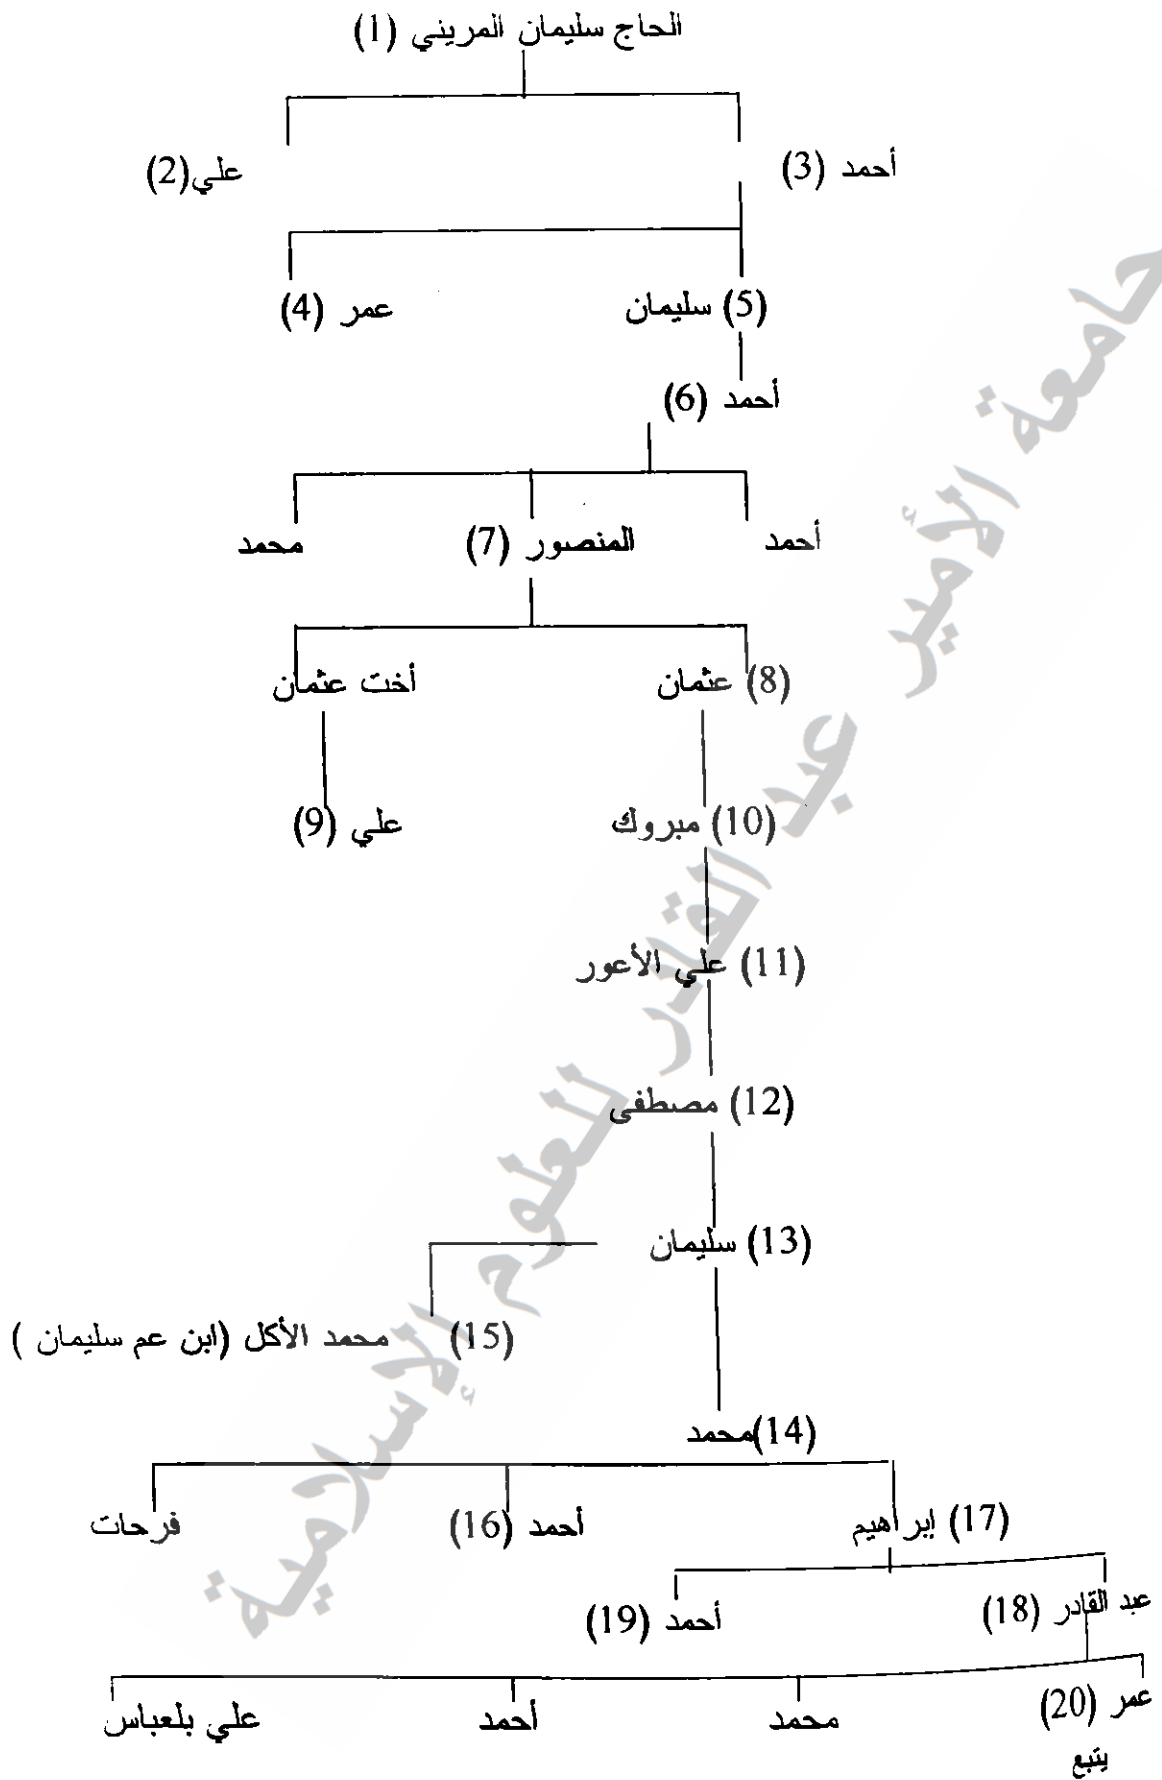 الحاج سليمان المريني (1)
أحمد (3) علي(2)
(5) سليمان عمر (4)
أحمد (6)
أحمد المنصور (7) محمد
(8) عثمان أخت عثمان
(10) مبروك علي (9)
(11) علي الأعور
(12) مصطفى
(13) سليمان
(15) محمد الأكل (ابن عم سليمان )
(14)محمد
(17) إبراهيم أحمد (16) فرحات
عبد القادر (18) أحمد (19)
عمر (20) محمد أحمد علي بلعباس
يتبع
جامعة الأمير عبد القادر للعلوم الإسلامية